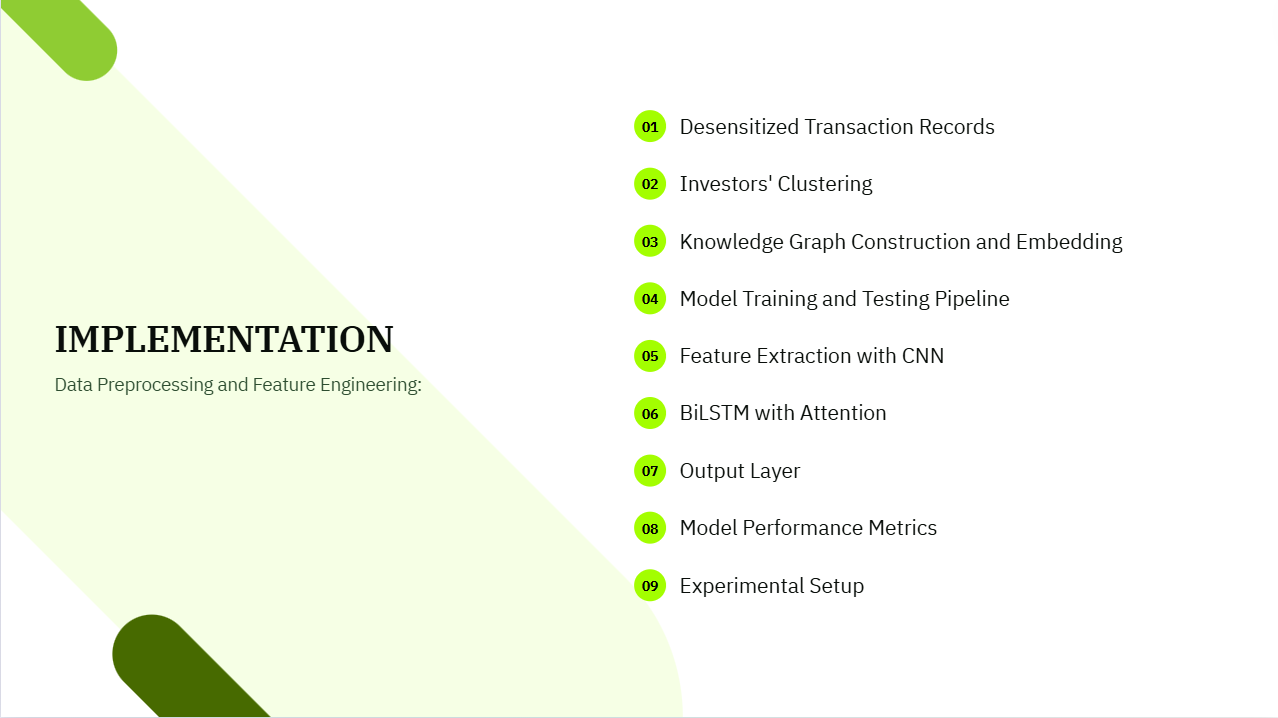 IMPLEMENTATION
Data Preprocessing and Feature Engineering:
01 Desensitized Transaction Records
02 Investors' Clustering
03 Knowledge Graph Construction and Embedding
04 Model Training and Testing Pipeline
05 Feature Extraction with CNN
06 BiLSTM with Attention
07 Output Layer
08 Model Performance Metrics
09 Experimental Setup